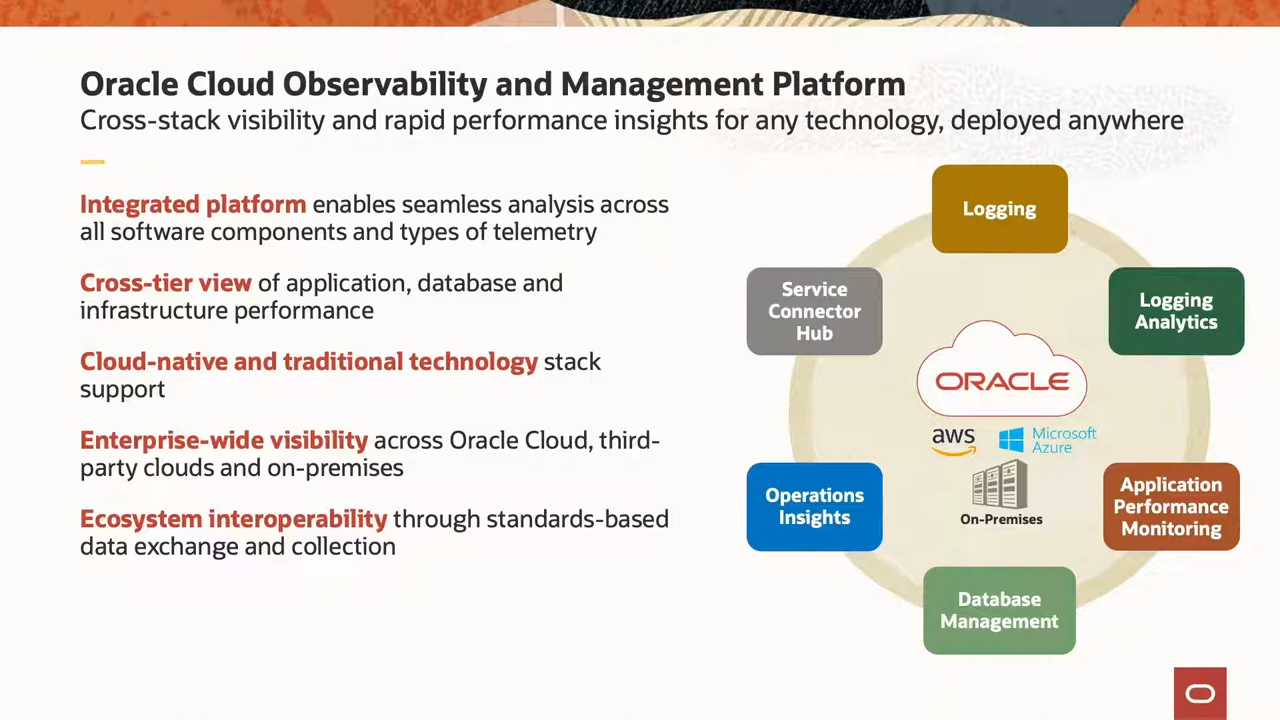 Oracle Cloud Observability and Management Platform
Cross-stack visibility and rapid performance insights for any technology, deployed anywhere
Integrated platform enables seamless analysis across
all software components and types of telemetry
Cross-tier view of application, database and
infrastructure performance
Cloud-native and traditional technology stack
support
Enterprise-wide visibility across Oracle Cloud, third-
party clouds and on-premises
Ecosystem interoperability through standards-based
data exchange and collection
Logging
Service
Connector
Hub
Logging
Analytics
ORACLE
aws
Microsoft
Azure
On-Premises
Operations
Insights
Application
Performance
Monitoring
Database
Management